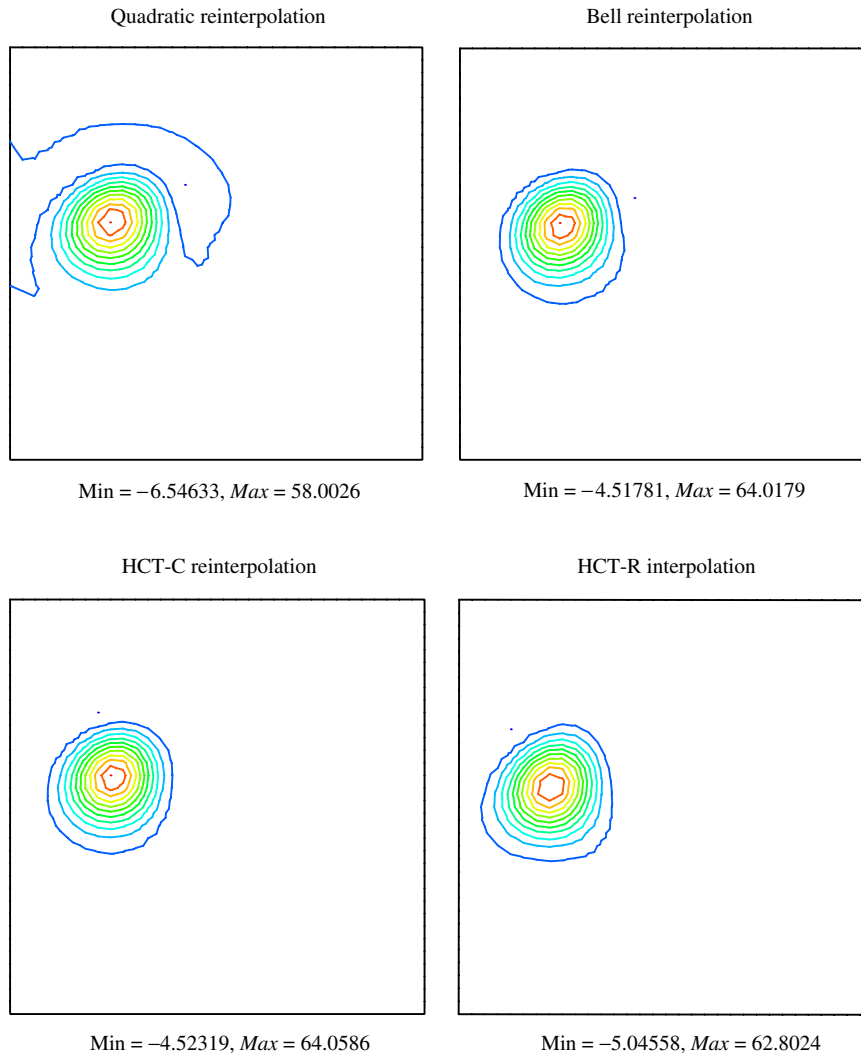 Quadratic reinterpolation
Bell reinterpolation
Min = −6.54633, Max = 58.0026
Min = −4.51781, Max = 64.0179
HCT-C reinterpolation
HCT-R interpolation
Min = −4.52319, Max = 64.0586
Min = −5.04558, Max = 62.8024